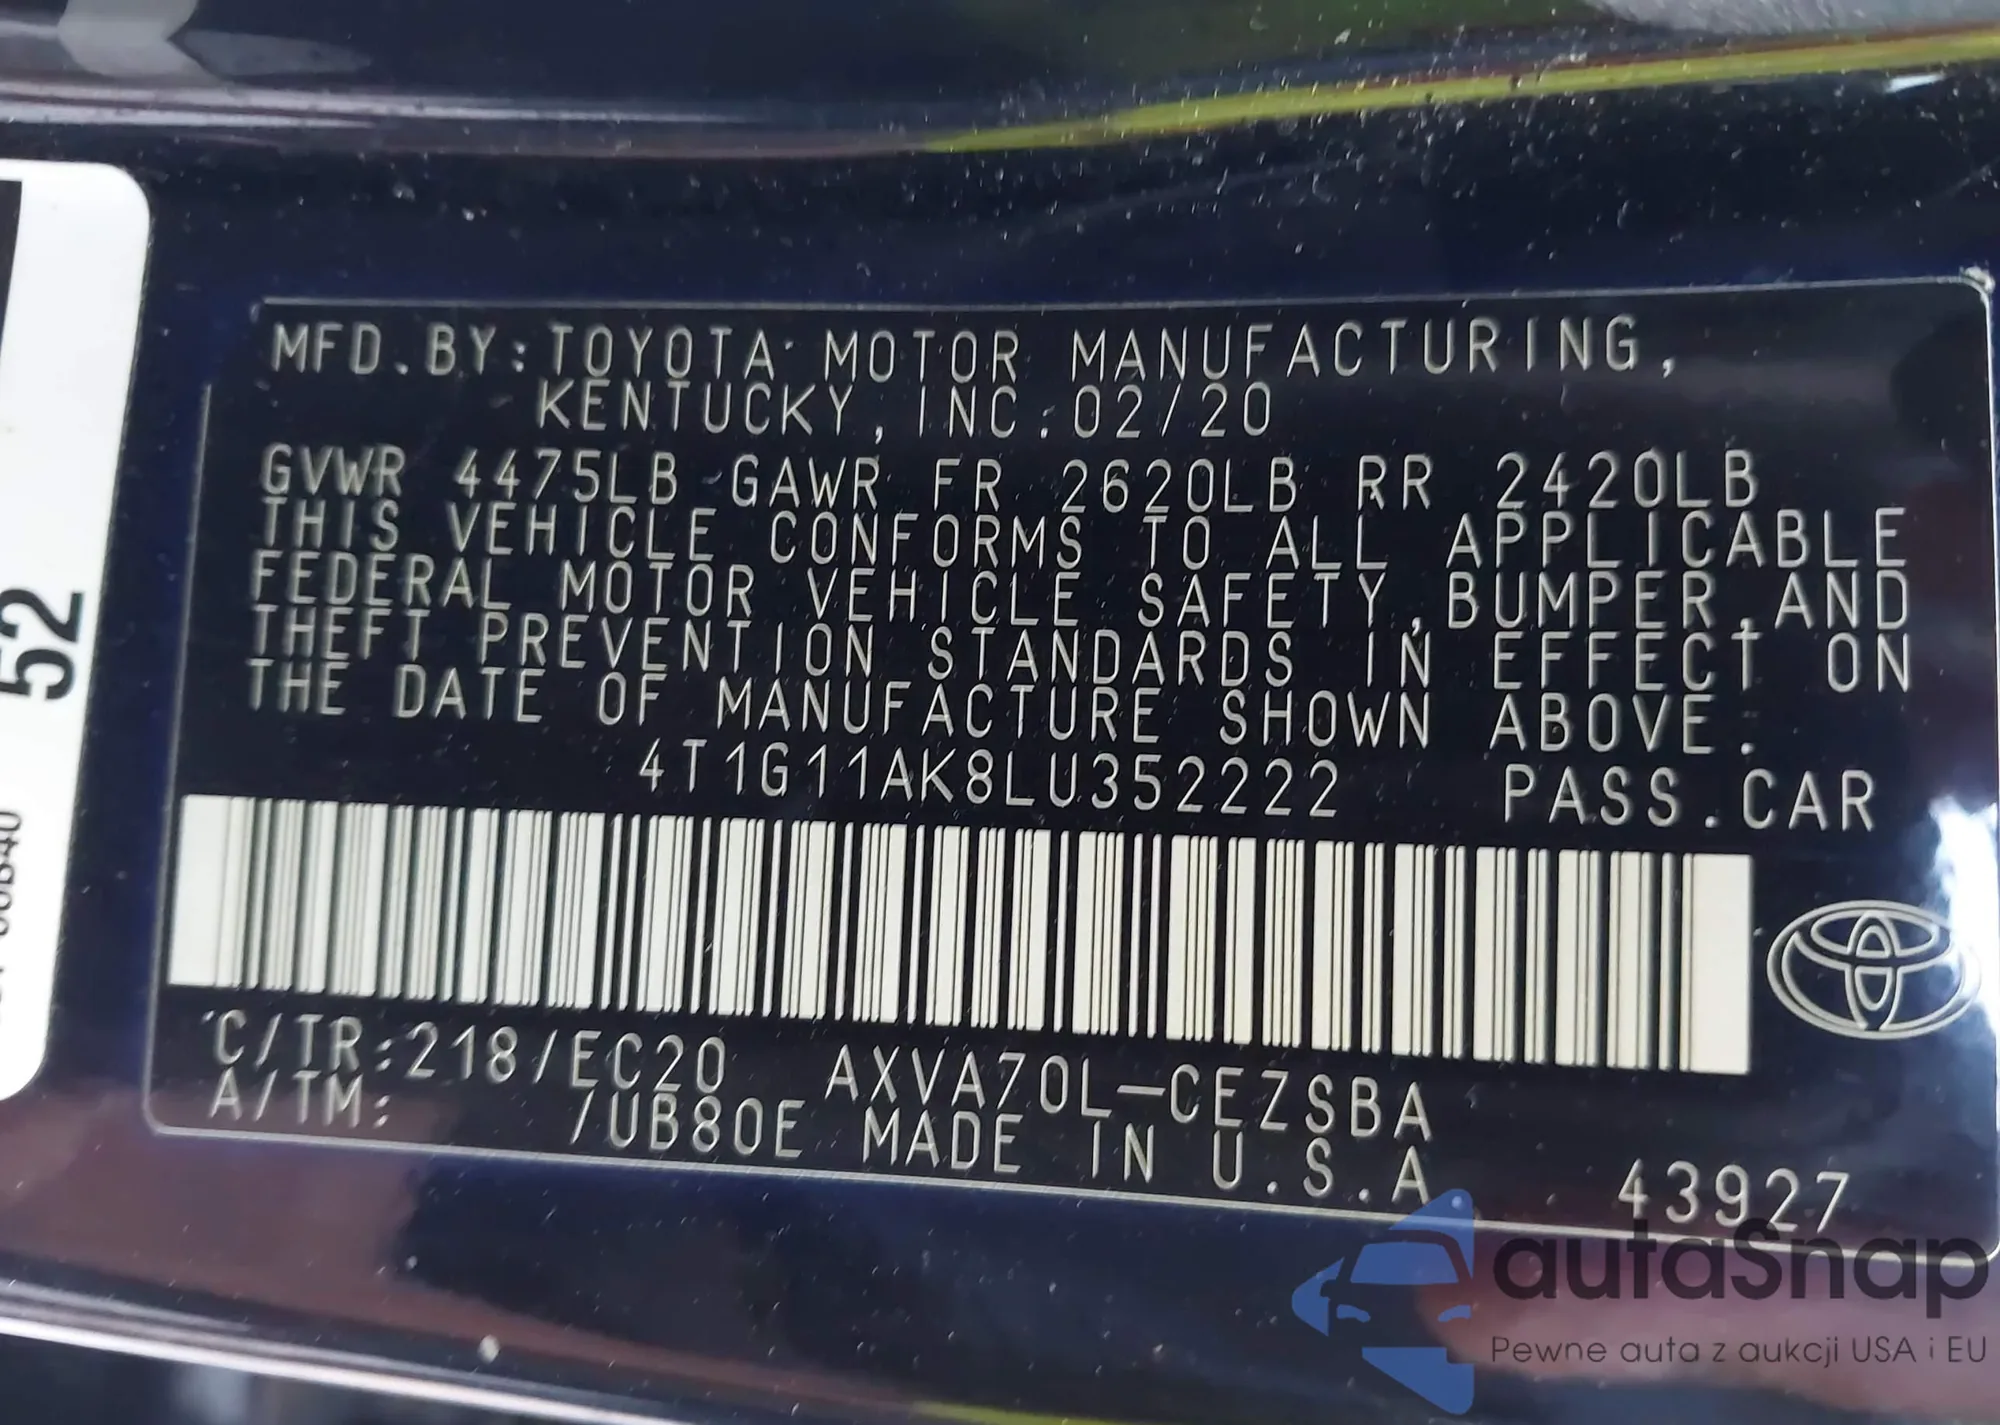 MFD.BY:TOYOTA MOTOR MANUFACTURING,
KENTUCKY, INC. 02/20
GVWR 4475LB GAWR FR 2620LB RR 2420LB
THIS VEHICLE CONFORMS TO ALL APPLICABLE
FEDERAL MOTOR VEHICLE SAFETY,BUMPER,AND
THEFT PREVENTION STANDARDS IN EFFECT ON
THE DATE OF MANUFACTURE SHOWN ABOVE.
4T1G11AK8LU352222 PASS.CAR
C/TR:218/EC20 AXVA70L-CEZSBA
A/TM: /UB80E MADE IN U.S.A
43927
52
autaSnap
Pewne auta z aukcji USA i EU